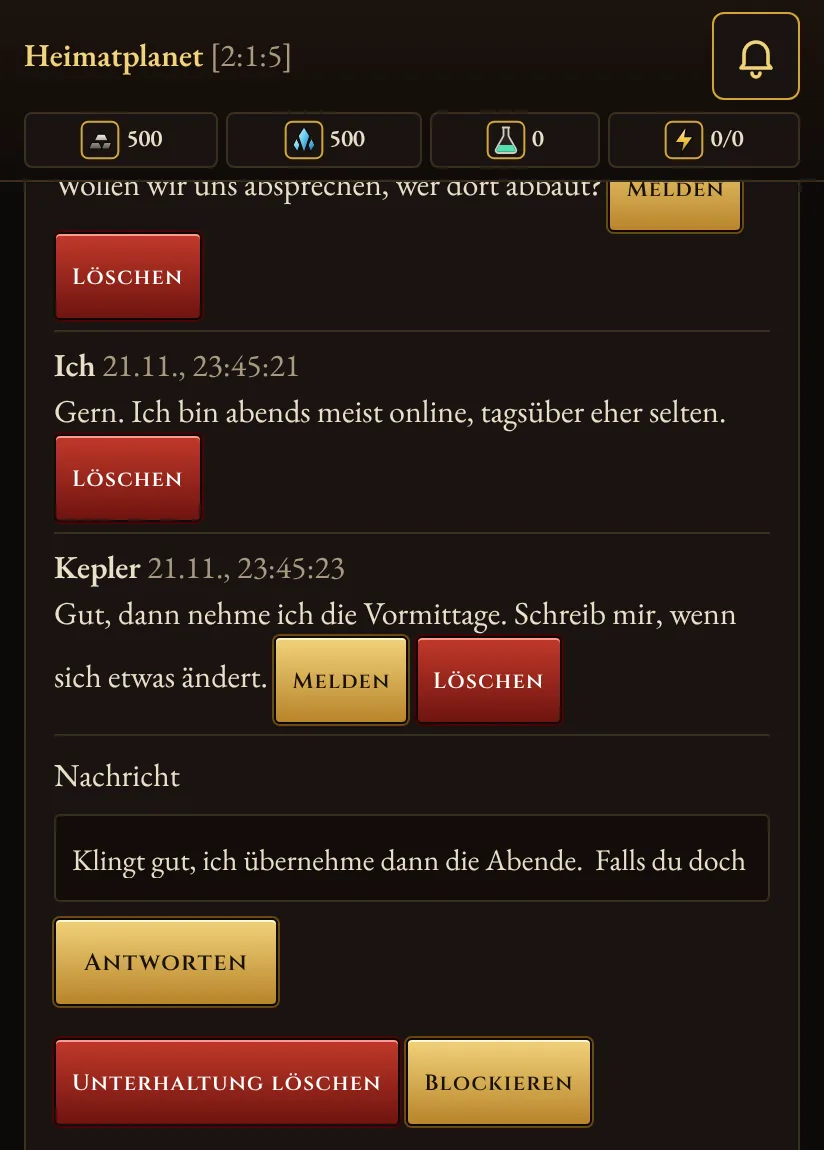 Heimatplanet [2:1:5]
500
500
0
0/0
Wollen wir uns absprechen, wer dort abbaut? Melden
Löschen
Ich 21.11., 23:45:21
Gern. Ich bin abends meist online, tagsüber eher selten.
Löschen
Kepler 21.11., 23:45:23
Gut, dann nehme ich die Vormittage. Schreib mir, wenn
sich etwas ändert. Melden Löschen
Nachricht
Klingt gut, ich übernehme dann die Abende.  Falls du doch
Antworten
Unterhaltung löschen Blockieren